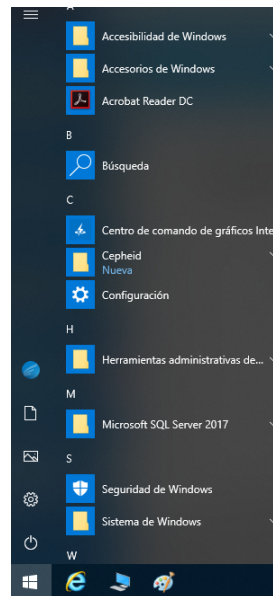 Accesibilidad de Windows
Accesorios de Windows
Acrobat Reader DC
B
Búsqueda
C
Centro de comando de gráficos Inte
Cepheid
Nueva
Configuración
H
Herramientas administrativas de...
M
Microsoft SQL Server 2017
S
Seguridad de Windows
Sistema de Windows
W